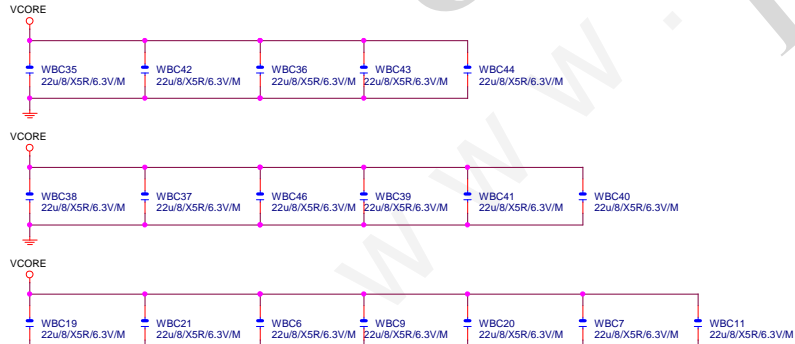 VCORE
WBC35 WBC42 WBC36 WBC43 WBC44
22u/8/X5R/6.3V/M 22u/8/X5R/6.3V/M 22u/8/X5R/6.3V/M 22u/8/X5R/6.3V/M 22u/8/X5R/6.3V/M
VCORE
WBC38 WBC37 WBC46 WBC39 WBC41 WBC40
22u/8/X5R/6.3V/M 22u/8/X5R/6.3V/M 22u/8/X5R/6.3V/M 22u/8/X5R/6.3V/M 22u/8/X5R/6.3V/M 22u/8/X5R/6.3V/M
VCORE
WBC19 WBC21 WBC6 WBC9 WBC20 WBC7 WBC11
22u/8/X5R/6.3V/M 22u/8/X5R/6.3V/M 22u/8/X5R/6.3V/M 22u/8/X5R/6.3V/M 22u/8/X5R/6.3V/M 22u/8/X5R/6.3V/M 22u/8/X5R/6.3V/M
w w w .